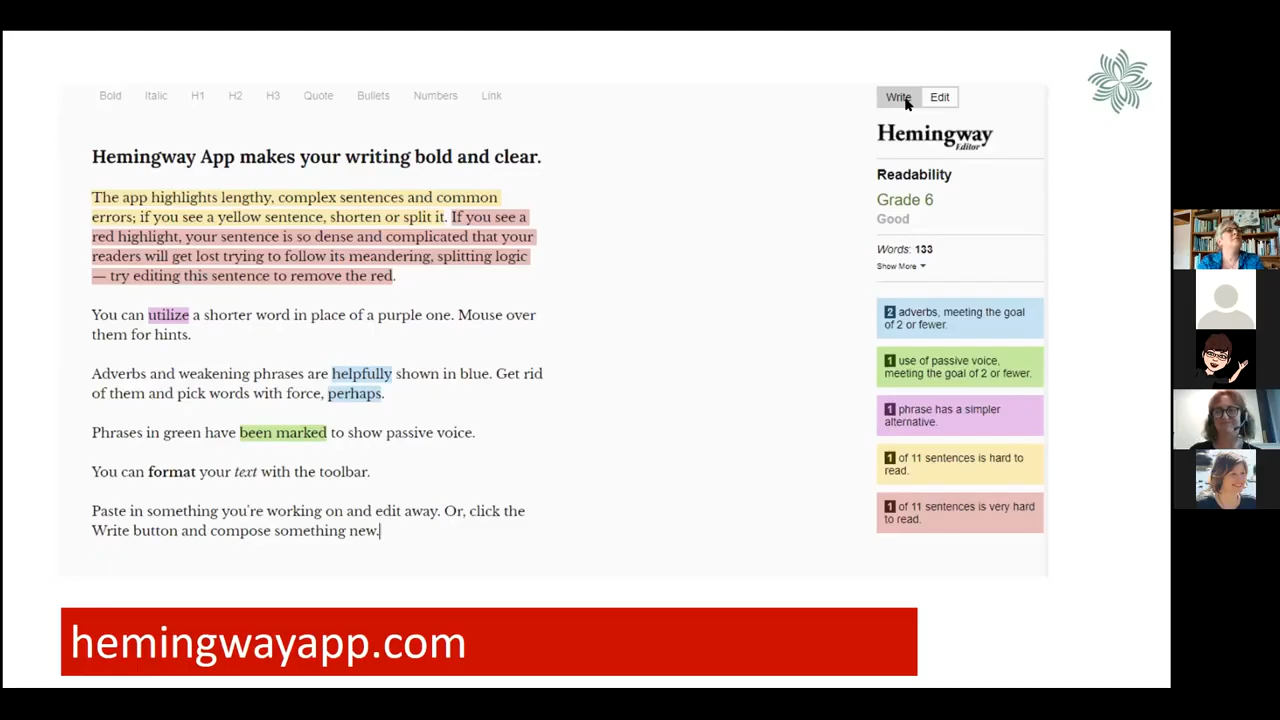 Bold Italic H1 H2 H3 Quote Bullets Numbers Link
Write Edit
Hemingway
Editor
Hemingway App makes your writing bold and clear.
The app highlights lengthy, complex sentences and common
errors; if you see a yellow sentence, shorten or split it. If you see a
red highlight, your sentence is so dense and complicated that your
readers will get lost trying to follow its meandering, splitting logic
— try editing this sentence to remove the red.
You can utilize a shorter word in place of a purple one. Mouse over
them for hints.
Adverbs and weakening phrases are helpfully shown in blue. Get rid
of them and pick words with force, perhaps.
Phrases in green have been marked to show passive voice.
You can format your text with the toolbar.
Paste in something you're working on and edit away. Or, click the
Write button and compose something new.
Readability
Grade 6
Good
Words: 133
Show More
2 adverbs, meeting the goal
of 2 or fewer.
1 use of passive voice,
meeting the goal of 2 or fewer.
1 phrase has a simpler
alternative.
1 of 11 sentences is hard to
read.
1 of 11 sentences is very hard
to read.
hemingwayapp.com